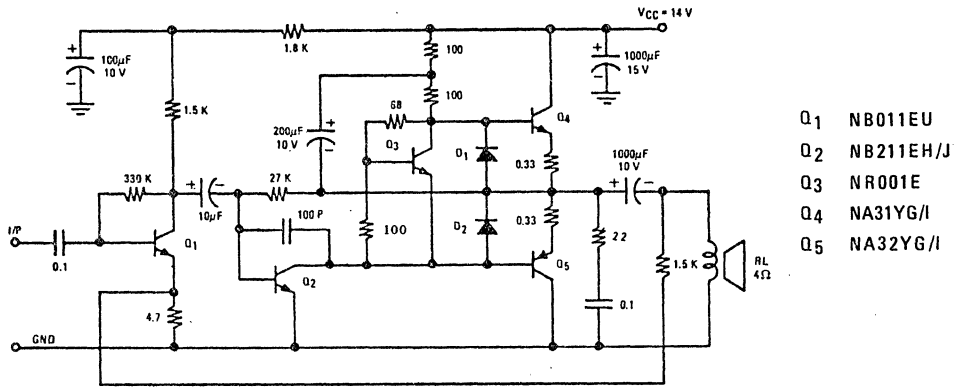 VCC = 14 V
1.8 K
100
100
100µF
10 V
1000µF
15 V
1.5 K
68
Q4
200µF
10 V
Q3
D1
0.33
1000µF
10 V
330 K
27 K
10µF
100 P
100
D2
0.33
2.2
I/P
Q1
Q2
Q5
1.5 K
RL
4Ω
0.1
4.7
0.1
GND
Q1 NB011EU
Q2 NB211EH/J
Q3 NR001E
Q4 NA31YG/I
Q5 NA32YG/I